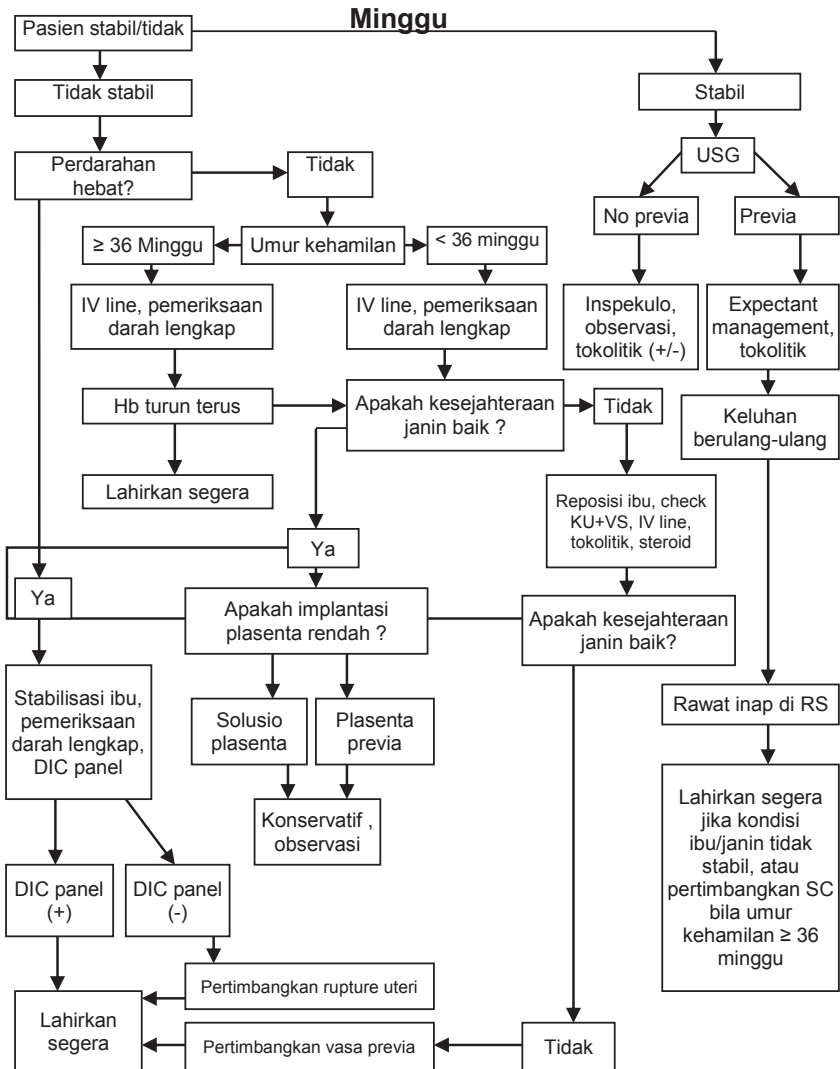 Minggu
Pasien stabil/tidak
Tidak stabil
Stabil
Perdarahan
hebat?
Tidak
USG
No previa
Previa
≥ 36 Minggu
Umur kehamilan
< 36 minggu
IV line, pemeriksaan
darah lengkap
IV line, pemeriksaan
darah lengkap
Inspekulo,
observasi,
tokolitik (+/-)
Expectant
management,
tokolitik
Hb turun terus
Apakah kesejahteraan
janin baik ?
Tidak
Keluhan
berulang-ulang
Lahirkan segera
Reposisi ibu, check
KU+VS, IV line,
tokolitik, steroid
Ya
Ya
Apakah implantasi
plasenta rendah ?
Apakah kesejahteraan
janin baik?
Stabilisasi ibu,
pemeriksaan
darah lengkap,
DIC panel
Solusio
plasenta
Plasenta
previa
Rawat inap di RS
Konservatif ,
observasi
Lahirkan segera
jika kondisi
ibu/janin tidak
stabil, atau
pertimbangkan SC
bila umur
kehamilan ≥ 36
minggu
DIC panel
(+)
DIC panel
(-)
Pertimbangkan rupture uteri
Lahirkan
segera
Pertimbangkan vasa previa
Tidak